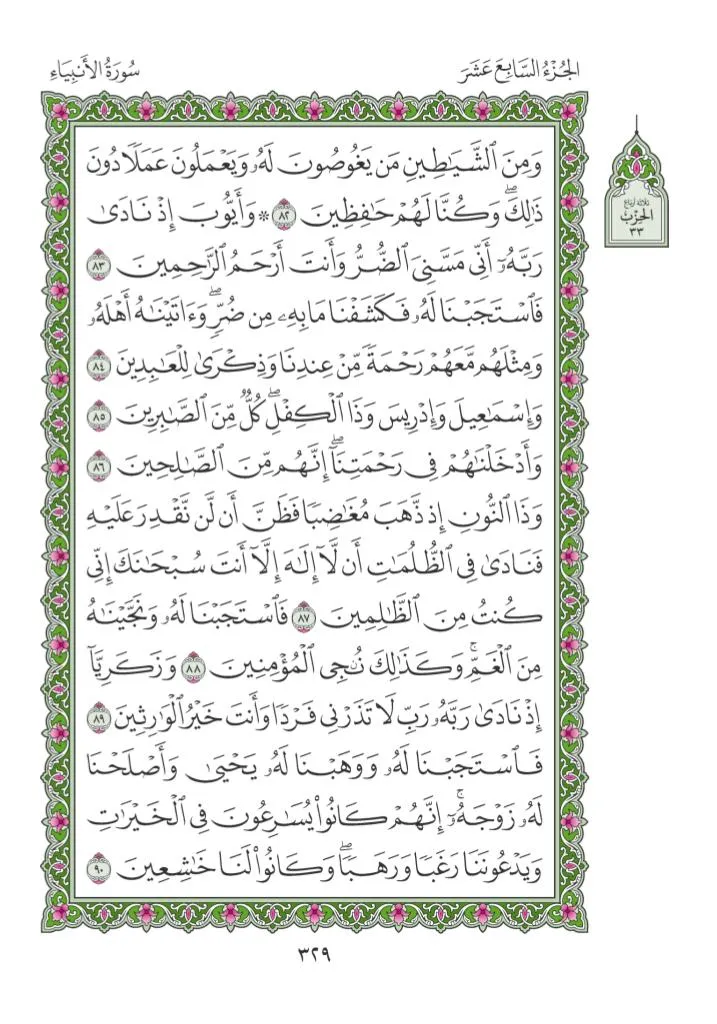 الجُزْءُ السَّابِعَ عَشَرَ
سُورَةُ الأَنبِيَاءِ
وَمِنَ ٱلشَّيَٰطِينِ مَن يَغُوصُونَ لَهُۥ وَيَعۡمَلُونَ عَمَلٗا دُونَ
ذَٰلِكَۖ وَكُنَّا لَهُمۡ حَٰفِظِينَ ٨٢ ۞ وَأَيُّوبَ إِذۡ نَادَىٰ
رَبَّهُۥٓ أَنِّي مَسَّنِيَ ٱلضُّرُّ وَأَنتَ أَرۡحَمُ ٱلرَّٰحِمِينَ ٨٣
فَٱسۡتَجَبۡنَا لَهُۥ فَكَشَفۡنَا مَا بِهِۦ مِن ضُرّٖۖ وَءَاتَيۡنَٰهُ أَهۡلَهُۥ
وَمِثۡلَهُم مَّعَهُمۡ رَحۡمَةٗ مِّنۡ عِندِنَا وَذِكۡرَىٰ لِلۡعَٰبِدِينَ ٨٤
وَإِسۡمَٰعِيلَ وَإِدۡرِيسَ وَذَا ٱلۡكِفۡلِۖ كُلّٞ مِّنَ ٱلصَّٰبِرِينَ ٨٥
وَأَدۡخَلۡنَٰهُمۡ فِي رَحۡمَتِنَآۖ إِنَّهُم مِّنَ ٱلصَّٰلِحِينَ ٨٦
وَذَا ٱلنُّونِ إِذ ذَّهَبَ مُغَٰضِبٗا فَظَنَّ أَن لَّن نَّقۡدِرَ عَلَيۡهِ
فَنَادَىٰ فِي ٱلظُّلُمَٰتِ أَن لَّآ إِلَٰهَ إِلَّآ أَنتَ سُبۡحَٰنَكَ إِنِّي
كُنتُ مِنَ ٱلظَّٰلِمِينَ ٨٧ فَٱسۡتَجَبۡنَا لَهُۥ وَنَجَّيۡنَٰهُ
مِنَ ٱلۡغَمِّۚ وَكَذَٰلِكَ نُـۨجِي ٱلۡمُؤۡمِنِينَ ٨٨ وَزَكَرِيَّآ
إِذۡ نَادَىٰ رَبَّهُۥ رَبِّ لَا تَذَرۡنِي فَرۡدٗا وَأَنتَ خَيۡرُ ٱلۡوَٰرِثِينَ ٨٩
فَٱسۡتَجَبۡنَا لَهُۥ وَوَهَبۡنَا لَهُۥ يَحۡيَىٰ وَأَصۡلَحۡنَا
لَهُۥ زَوۡجَهُۥٓۚ إِنَّهُمۡ كَانُواْ يُسَٰرِعُونَ فِي ٱلۡخَيۡرَٰتِ
وَيَدۡعُونَنَا رَغَبٗا وَرَهَبٗاۖ وَكَانُواْ لَنَا خَٰشِعِينَ ٩٠
ثلاثة أرباع
الحِزْبُ
٣٣
٣٢٩